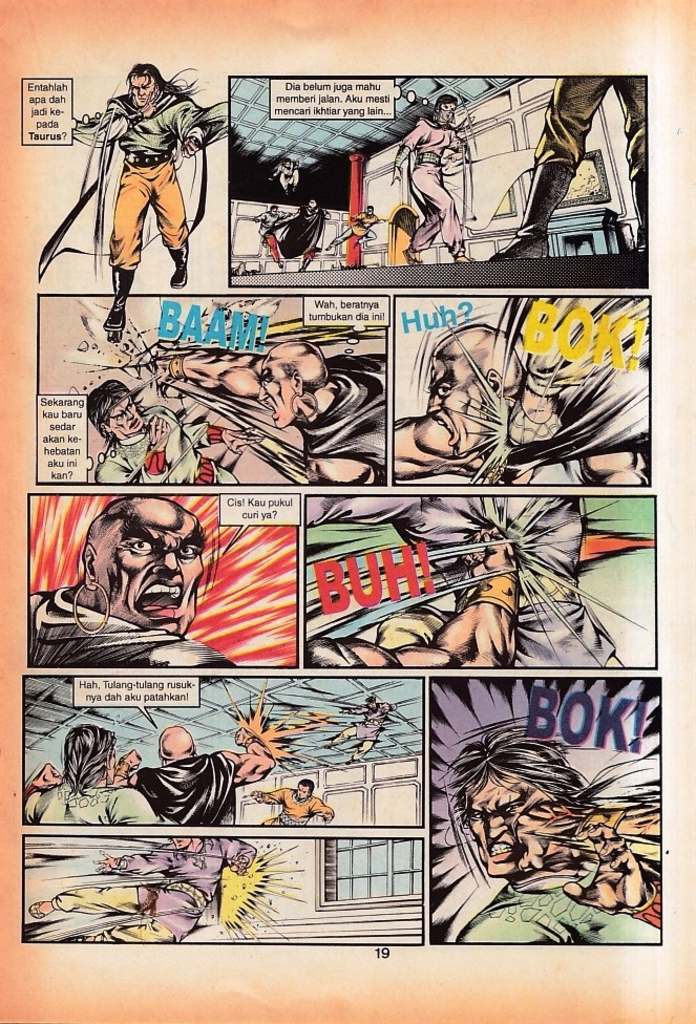 Entahlah
apa dah
jadi ke-
pada
Taurus?
Dia belum juga mahu
memberi jalan. Aku mesti
mencari ikhtiar yang lain...
BAAM!
Wah, beratnya
tumbukan dia ini!
Sekarang
kau baru
sedar
akan ke-
hebatan
aku ini
kan?
Huh?
BOK!
Cis! Kau pukul
curi ya?
BUH!
Hah, Tulang-tulang rusuk-
nya dah aku patahkan!
BOK!
19